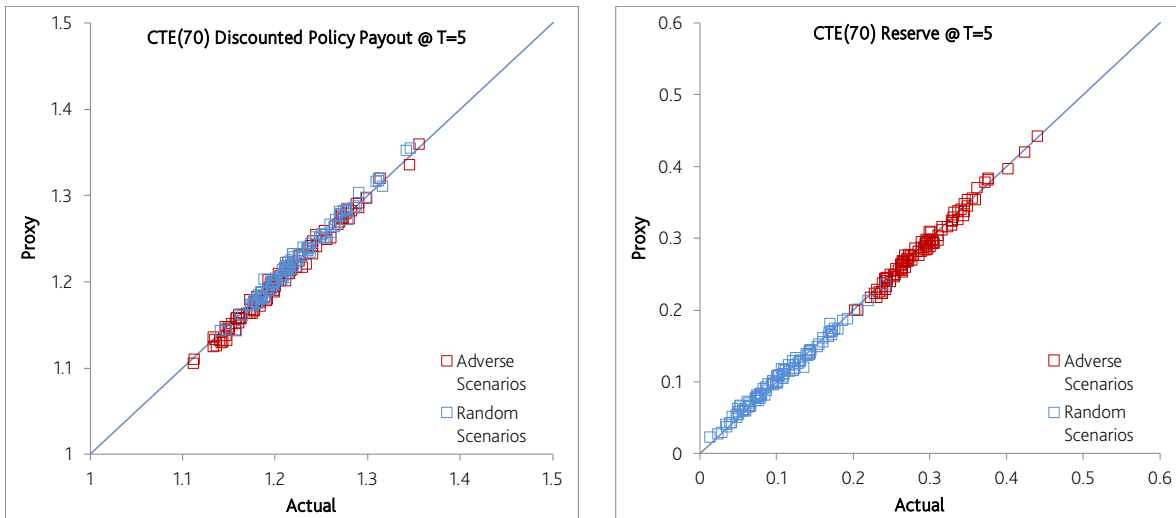 CTE(70) Discounted Policy Payout @ T=5
1.5
1.4
1.3
1.2
1.1
1
Proxy
1
1.1
1.2
1.3
1.4
1.5
Actual
Adverse
Scenarios
Random
Scenarios
CTE(70) Reserve @ T=5
0.6
0.5
0.4
0.3
0.2
0.1
0
Proxy
0
0.1
0.2
0.3
0.4
0.5
0.6
Actual
Adverse
Scenarios
Random
Scenarios